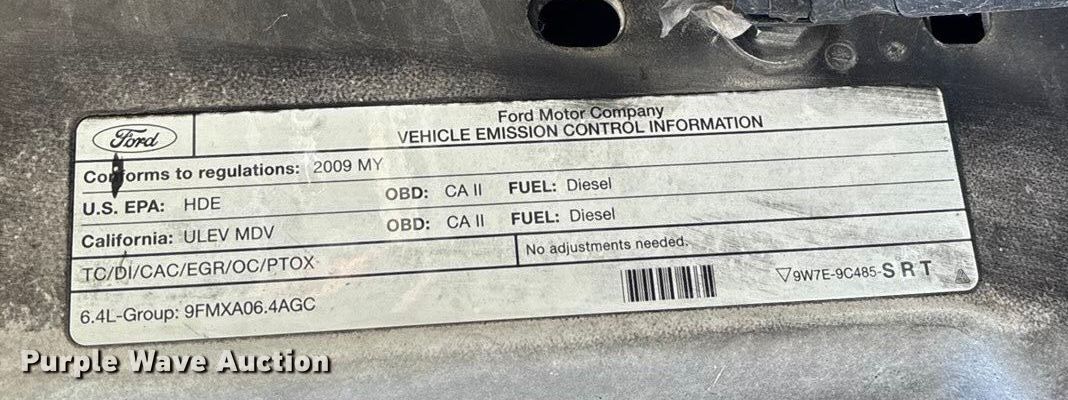 Ford
Ford Motor Company
VEHICLE EMISSION CONTROL INFORMATION
Conforms to regulations: 2009 MY
U.S. EPA: HDE OBD: CA II FUEL: Diesel
California: ULEV MDV OBD: CA II FUEL: Diesel
TC/DI/CAC/EGR/OC/PTOX No adjustments needed.
6.4L-Group: 9FMXA06.4AGC 9W7E-9C485-SRT
Purple Wave Auction